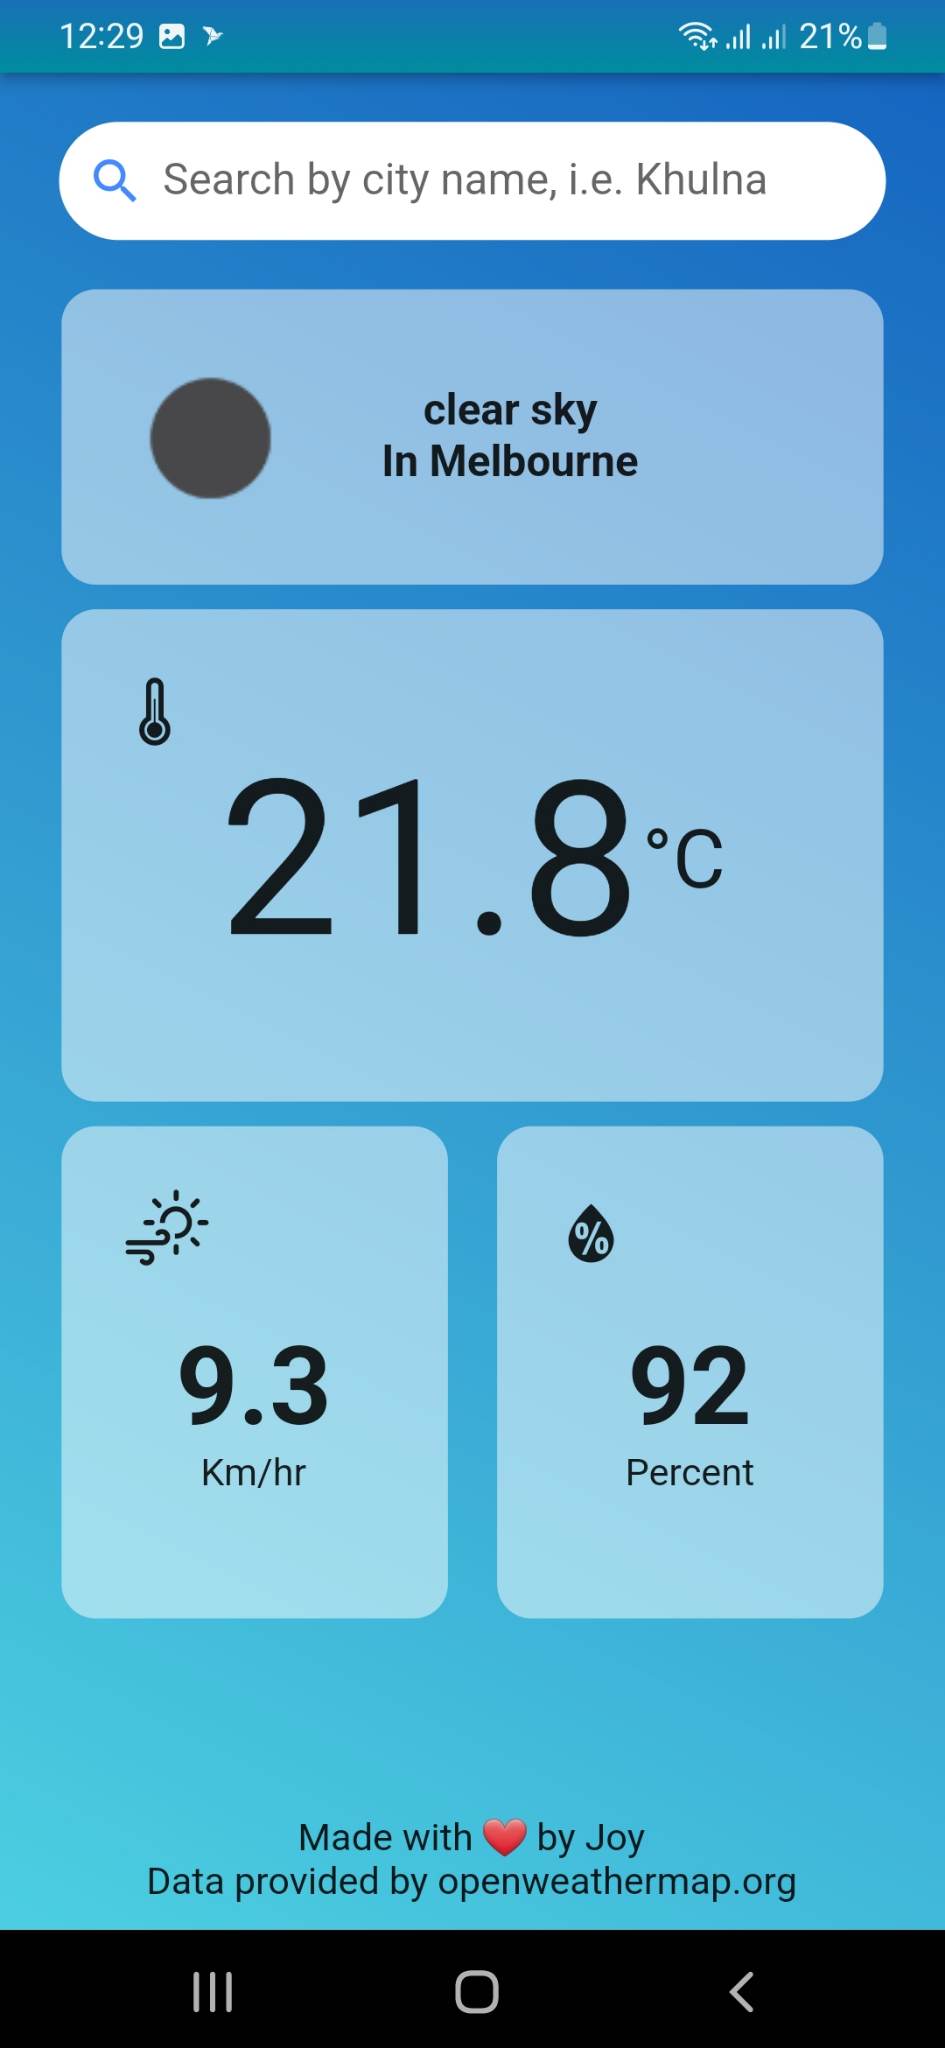 12:29 21%
Search by city name, i.e. Khulna
clear sky
In Melbourne
21.8 °C
9.3
Km/hr
%
92
Percent
Made with ❤️ by Joy
Data provided by openweathermap.org